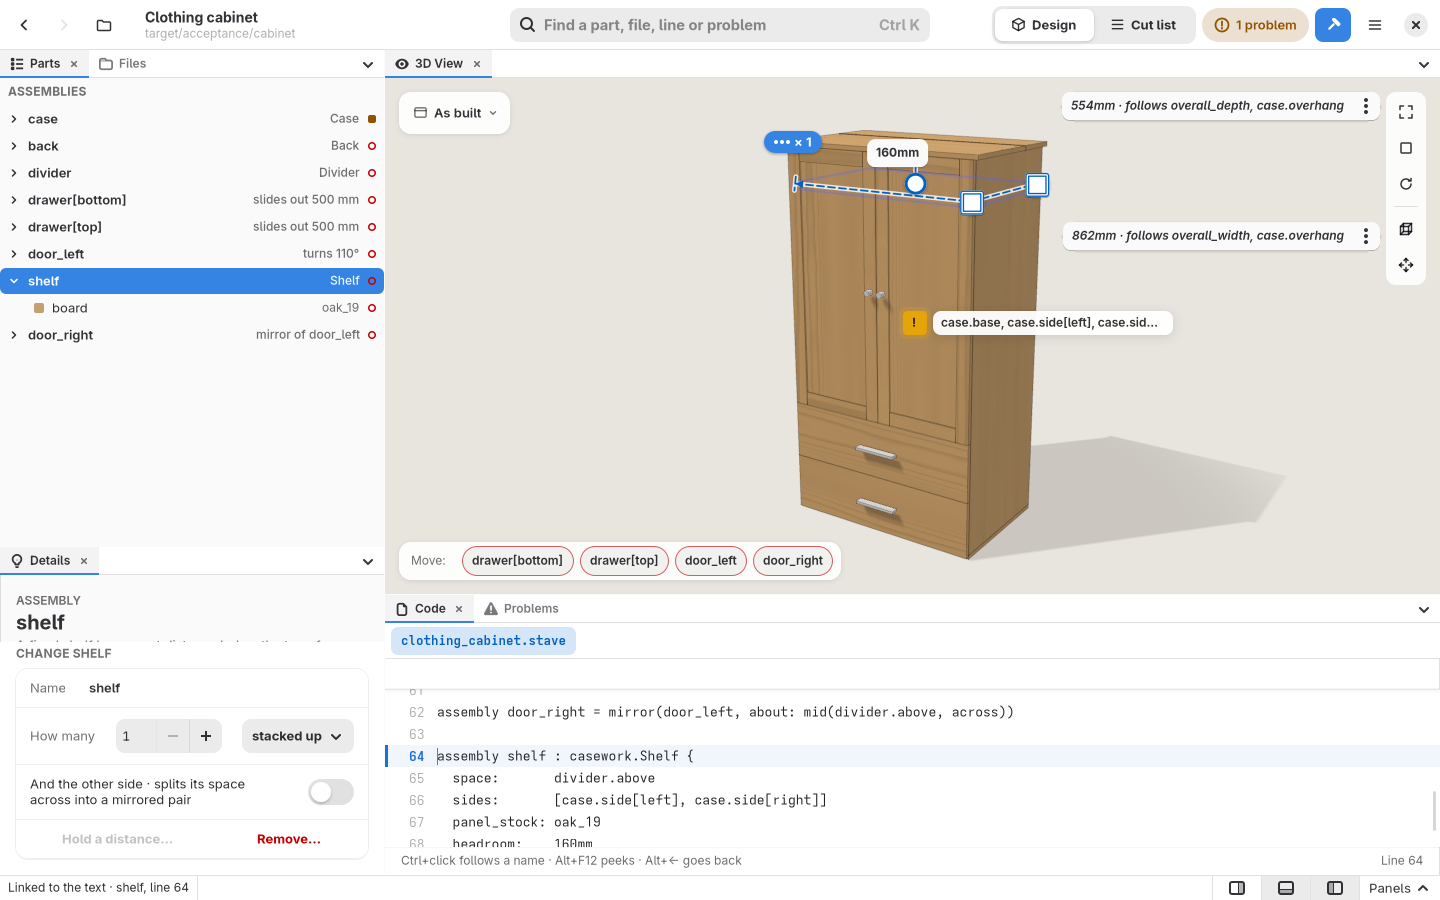 Clothing cabinet
target/acceptance/cabinet
Find a part, file, line or problem
Ctrl K
Design
Cut list
1 problem
Parts
Files
3D View
ASSEMBLIES
case
Case
back
Back
divider
Divider
drawer[bottom]
slides out 500 mm
drawer[top]
slides out 500 mm
door_left
turns 110°
shelf
Shelf
board
oak_19
door_right
mirror of door_left
As built
554mm · follows overall_depth, case.overhang
••• × 1
160mm
862mm · follows overall_width, case.overhang
!
case.base, case.side[left], case.sid…
Move:
drawer[bottom]
drawer[top]
door_left
door_right
Details
ASSEMBLY
shelf
CHANGE SHELF
Name
shelf
How many
1
stacked up
And the other side · splits its space
across into a mirrored pair
Hold a distance…
Remove…
Code
Problems
clothing_cabinet.stave
61
62 assembly door_right = mirror(door_left, about: mid(divider.above, across))
63
64 assembly shelf : casework.Shelf {
65 space: divider.above
66 sides: [case.side[left], case.side[right]]
67 panel_stock: oak_19
68 headroom: 160mm
Ctrl+click follows a name · Alt+F12 peeks · Alt+← goes back
Line 64
Linked to the text · shelf, line 64
Panels